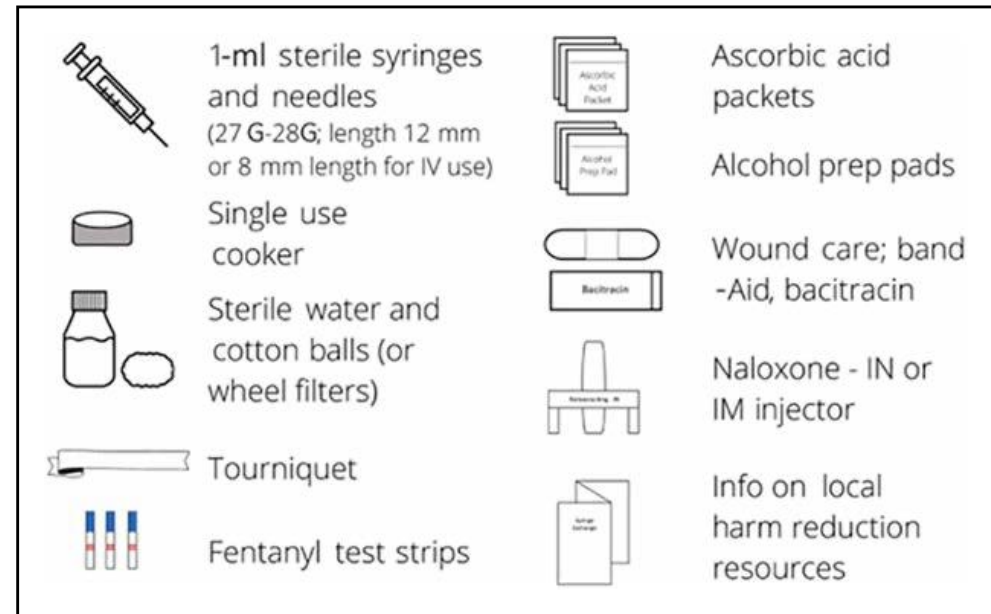 1-ml sterile syringes
and needles
(27 G-28G; length 12 mm
or 8 mm length for IV use)
Single use
cooker
Sterile water and
cotton balls (or
wheel filters)
Tourniquet
Fentanyl test strips
Ascorbic
Acid
Packet
Ascorbic acid
packets
Alcohol
Prep Pad
Alcohol prep pads
Bacitracin
Wound care; band
-Aid, bacitracin
Naloxone - IN or
IM injector
Info on local
harm reduction
resources